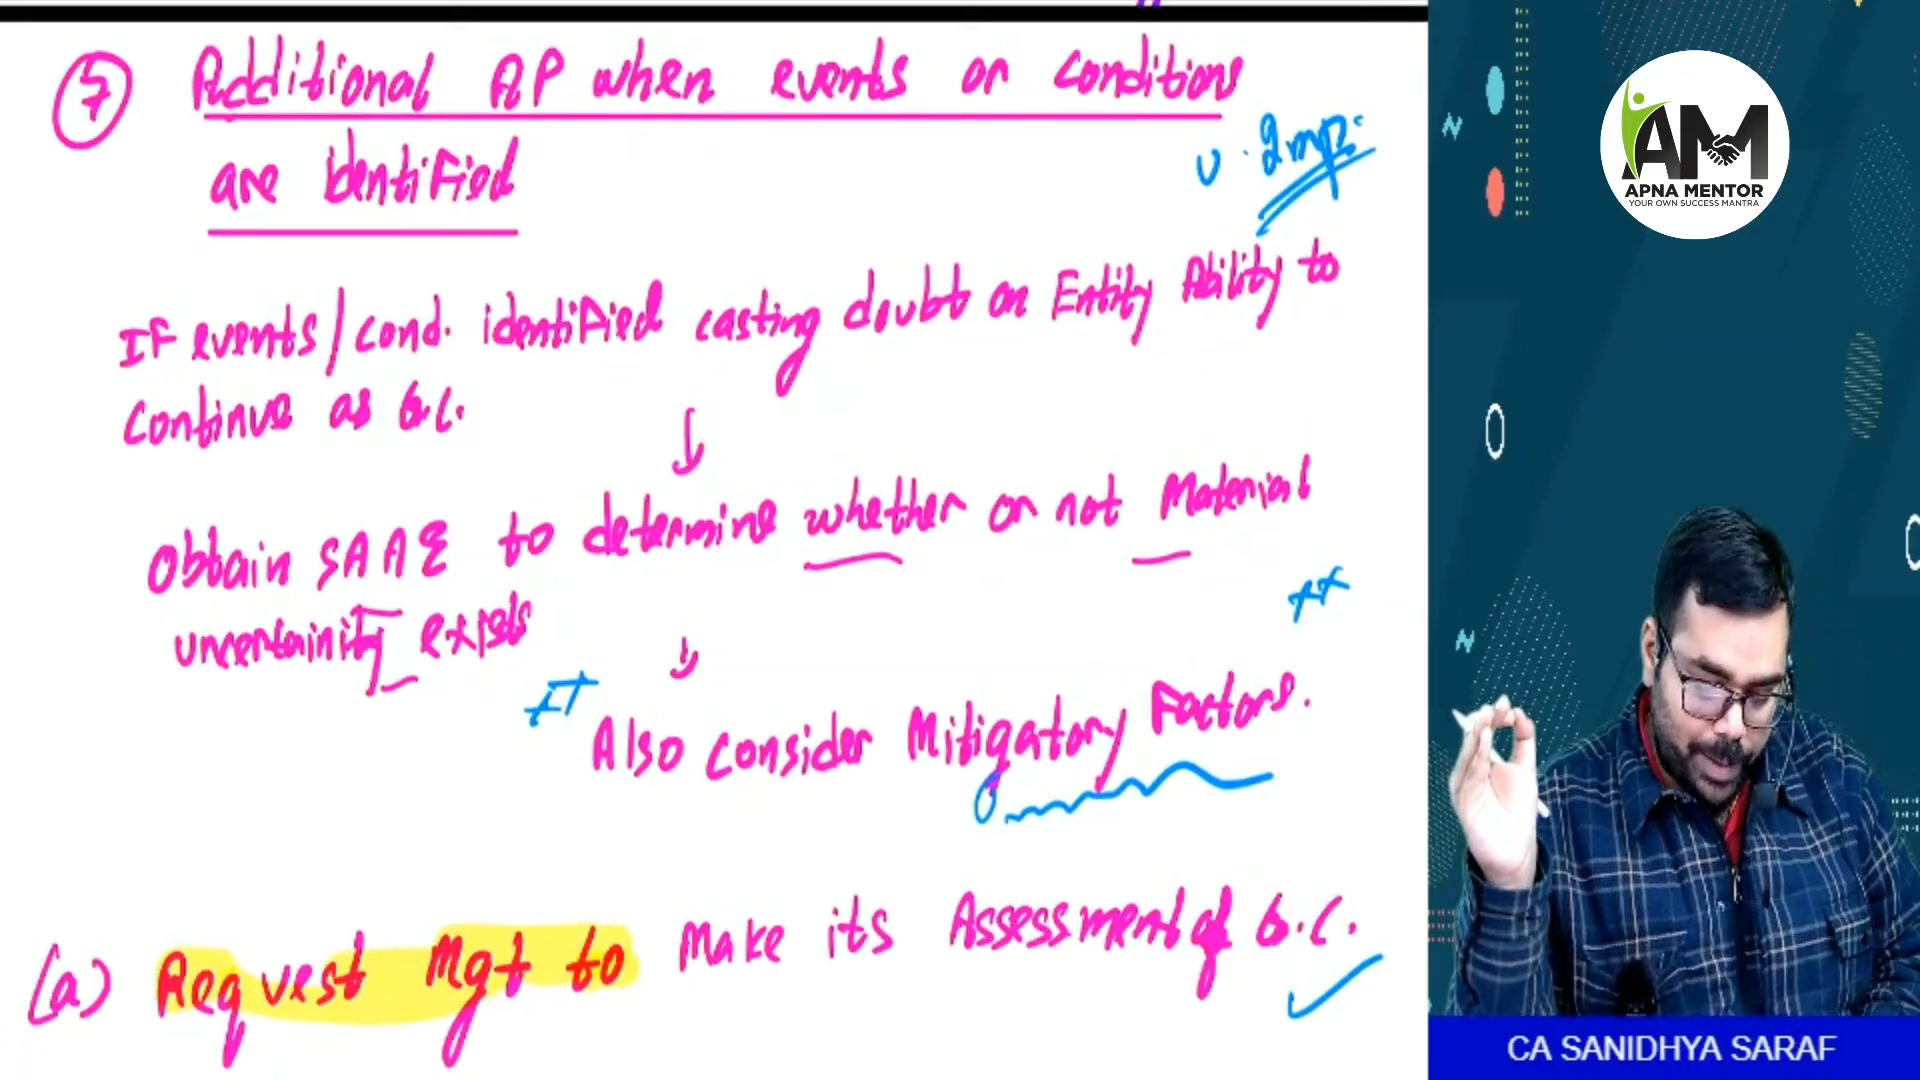 7 Additional AP when events or conditions
are identified
V. Imp.
If events/cond. identified casting doubt on Entity Ability to
continue as G.C.
Obtain SAAE to determine whether or not Material
uncertainity exists
Also consider Mitigatory Factors.
(a) Request Mgt to make its Assessment of G.C.
AM
APNA MENTOR
YOUR OWN SUCCESS MANTRA
CA SANIDHYA SARAF